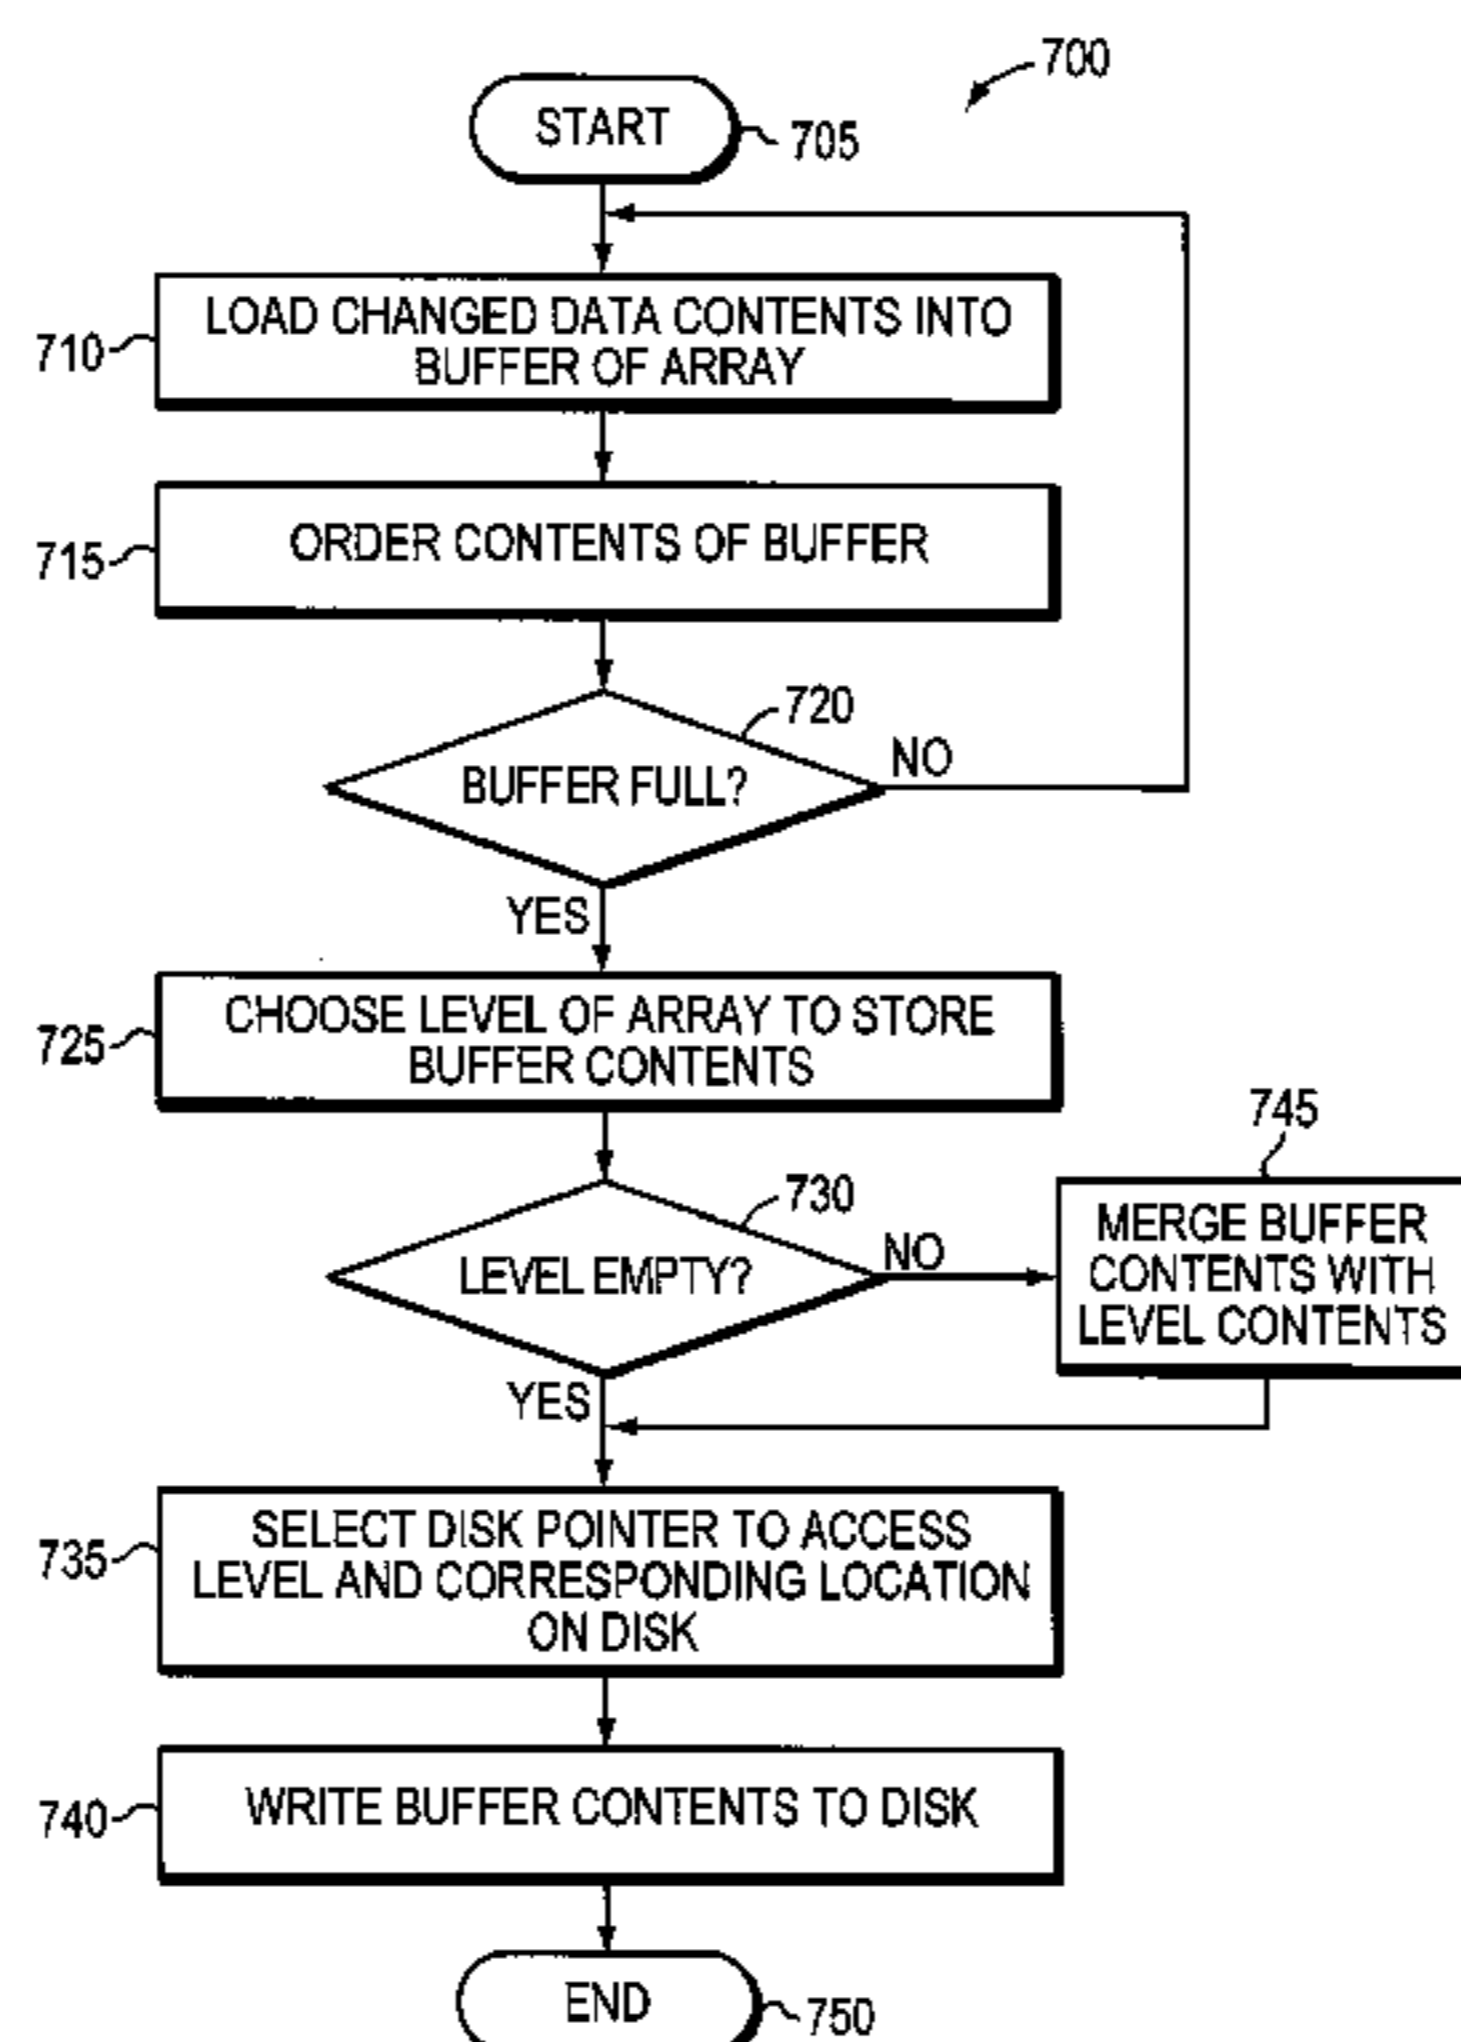 700
START
705
LOAD CHANGED DATA CONTENTS INTO
BUFFER OF ARRAY
710
ORDER CONTENTS OF BUFFER
715
720
BUFFER FULL?
NO
YES
CHOOSE LEVEL OF ARRAY TO STORE
BUFFER CONTENTS
725
730
LEVEL EMPTY?
NO
745
MERGE BUFFER
CONTENTS WITH
LEVEL CONTENTS
YES
SELECT DISK POINTER TO ACCESS
LEVEL AND CORRESPONDING LOCATION
ON DISK
735
WRITE BUFFER CONTENTS TO DISK
740
END
750